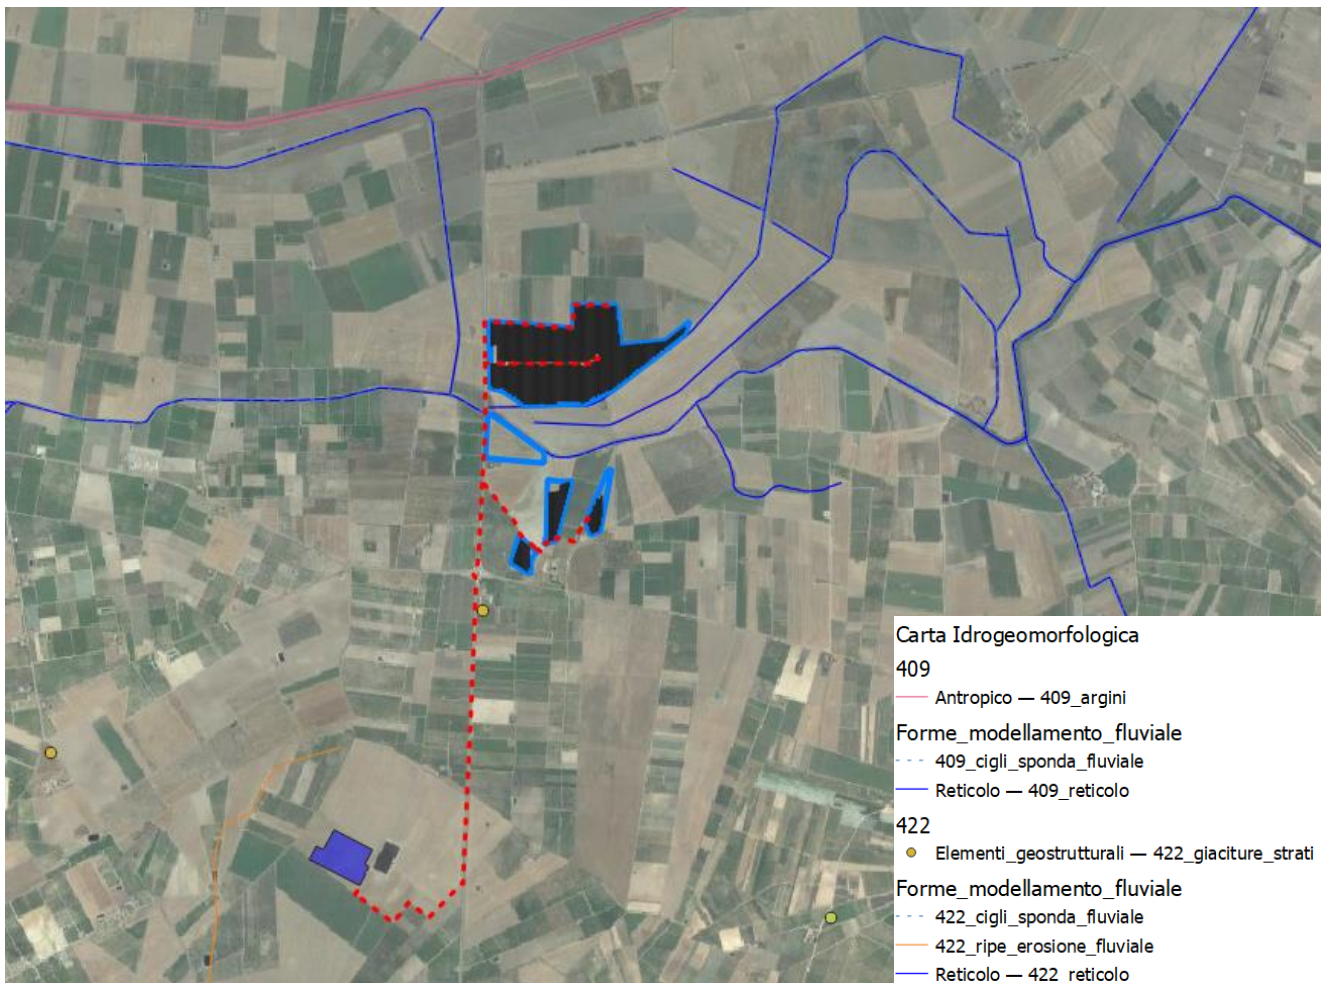 Carta Idrogeomorfologica
409
Antropico — 409_argini
Forme_modellamento_fluviale
409_cigli_sponda_fluviale
Reticolo — 409_reticolo
422
Elementi_geostrutturali — 422_giaciture_strati
Forme_modellamento_fluviale
422_cigli_sponda_fluviale
422_ripe_erosione_fluviale
Reticolo — 422_reticolo